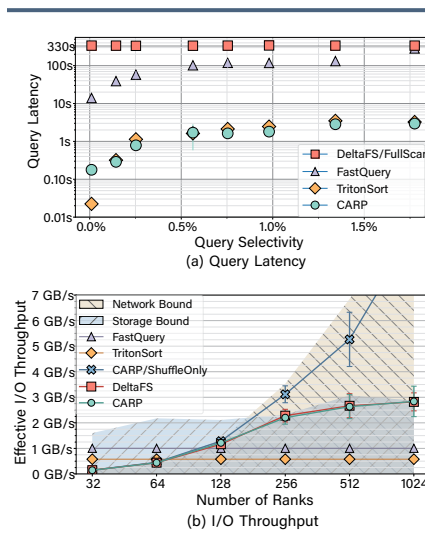 330s
100s
10s
1s
0.10s
0.01s
Query Latency
DeltaFS/FullScan
FastQuery
TritonSort
CARP
0.0%
0.5%
1.0%
1.5%
Query Selectivity
(a) Query Latency
7 GB/s
6 GB/s
5 GB/s
4 GB/s
3 GB/s
2 GB/s
1 GB/s
0 GB/s
Effective I/O Throughput
Network Bound
Storage Bound
FastQuery
TritonSort
CARP/ShuffleOnly
DeltaFS
CARP
32
64
128
256
512
1024
Number of Ranks
(b) I/O Throughput